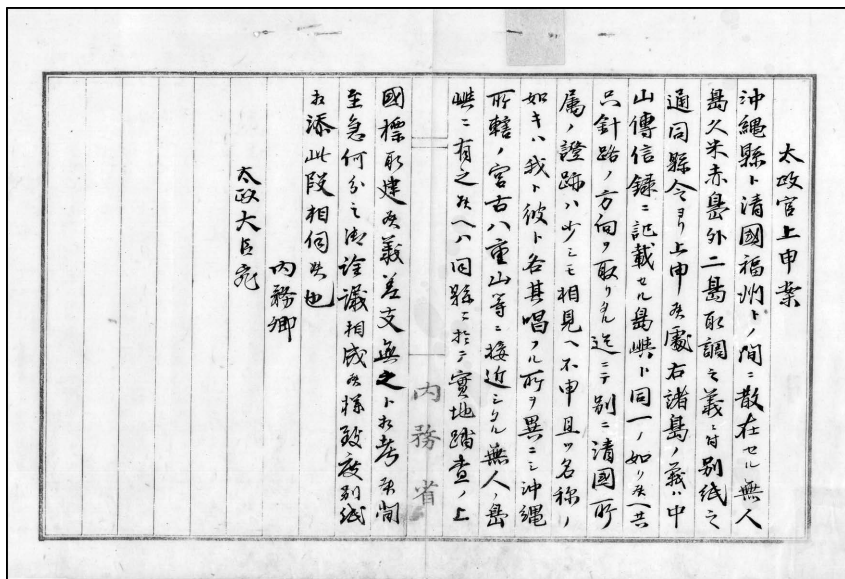 太政官上申案
沖縄縣ト清國福州トノ間ニ散在セル無人
島久米赤島外二島取調之義ニ付別紙之
通同縣令ヨリ上申候處右諸島ノ義ハ中
山傳信録ニ記載セル島嶼ト同一ノ如ク候ヘ共
只針路ノ方向ヲ取リタル迄ニテ別ニ清國所
属ノ證跡ハ少シモ相見ヘ不申且ツ名称ノ
如キハ我ト彼ト各其唱フル所ヲ異ニシ沖縄
所轄ノ宮古八重山等ニ接近シタル無人ノ島
嶼ニ有之候ヘハ同縣ニ於テ實地踏査ノ上
國標取建候義差支無之ト相考候間
至急何分之御詮議相成候様致度別紙
相添此段相伺候也
内務卿
太政大臣宛
内務省